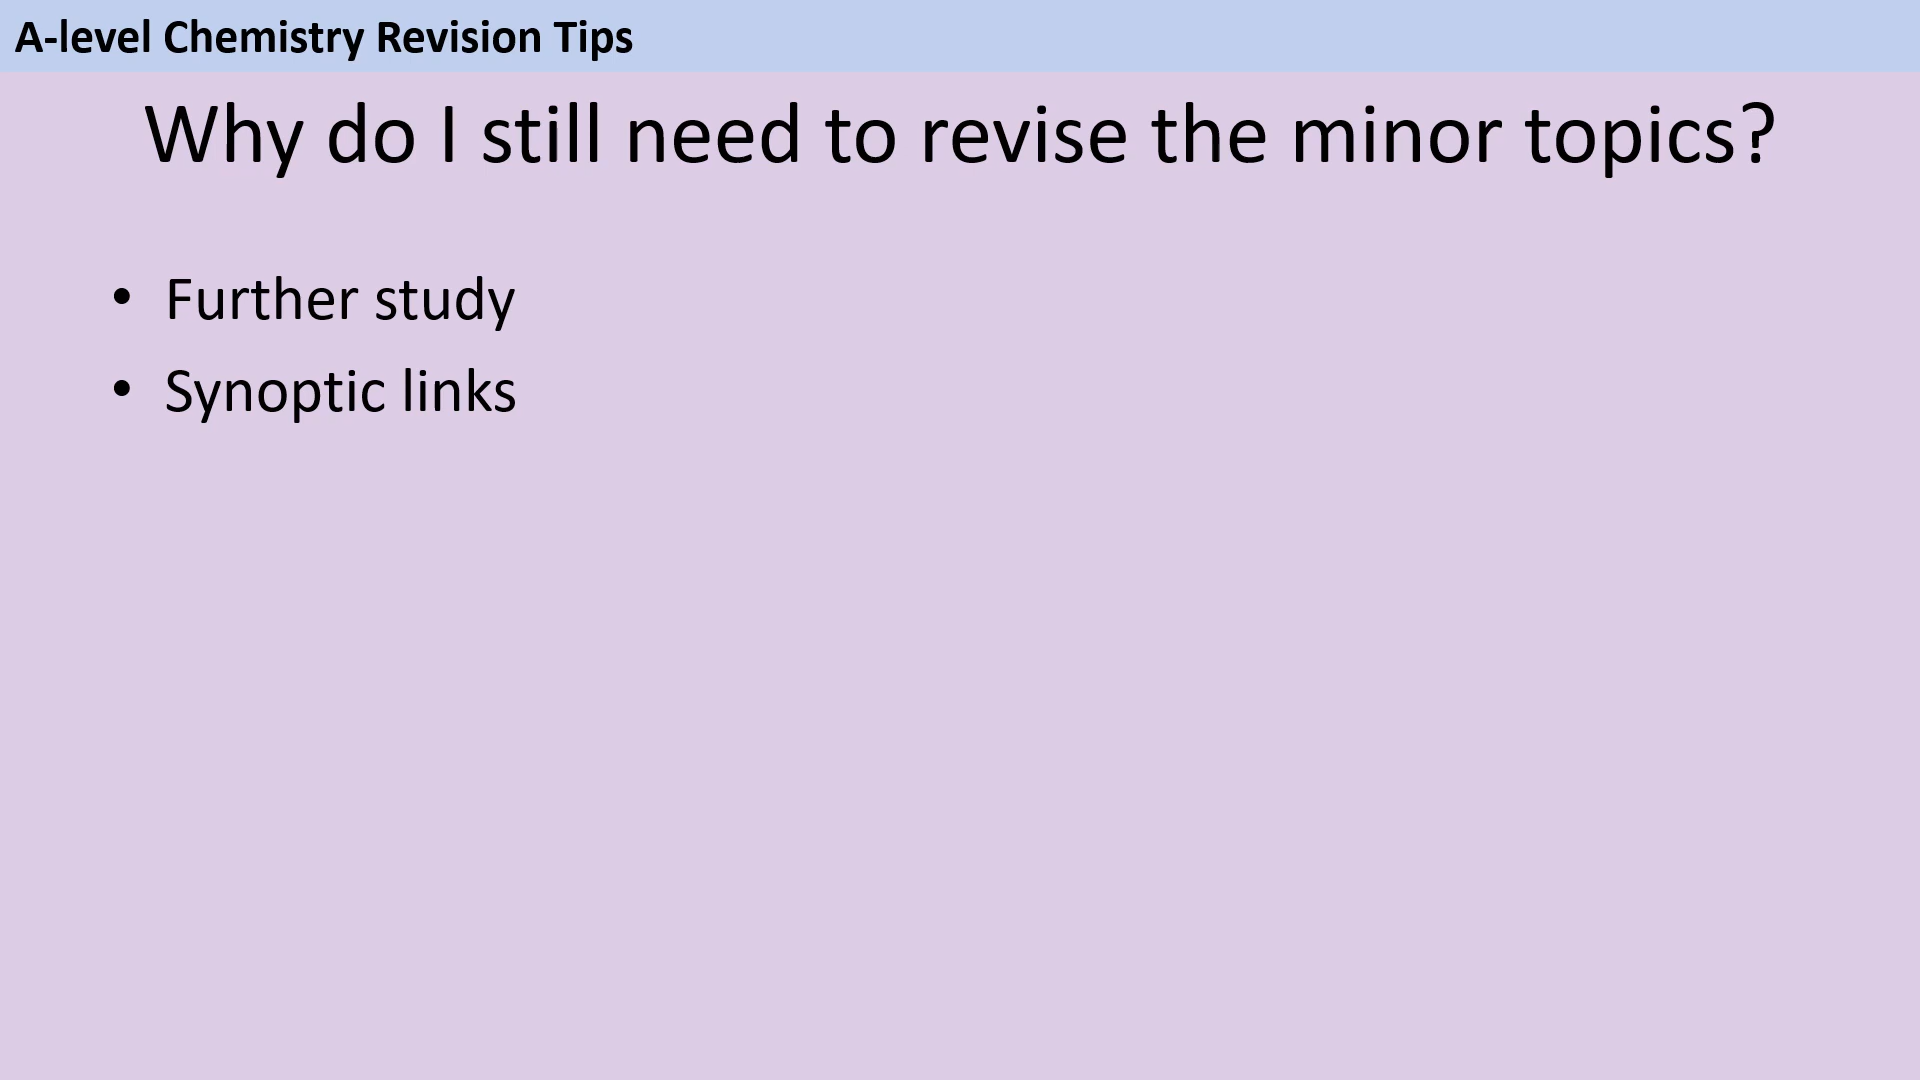 A-level Chemistry Revision Tips
Why do I still need to revise the minor topics?
• Further study
• Synoptic links